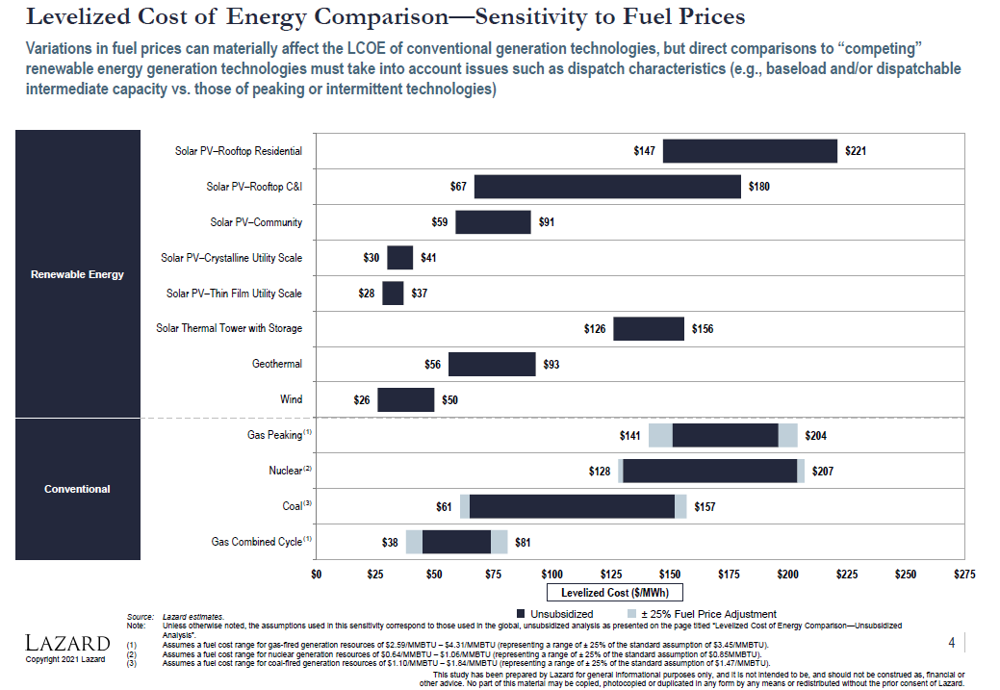 Levelized Cost of Energy Comparison—Sensitivity to Fuel Prices
Variations in fuel prices can materially affect the LCOE of conventional generation technologies, but direct comparisons to “competing”
renewable energy generation technologies must take into account issues such as dispatch characteristics (e.g., baseload and/or dispatchable
intermediate capacity vs. those of peaking or intermittent technologies)
Renewable Energy
Solar PV–Rooftop Residential $147 $221
Solar PV–Rooftop C&I $67 $180
Solar PV–Community $59 $91
Solar PV–Crystalline Utility Scale $30 $41
Solar PV–Thin Film Utility Scale $28 $37
Solar Thermal Tower with Storage $126 $156
Geothermal $56 $93
Wind $26 $50
Conventional
Gas Peaking(1) $141 $204
Nuclear(2) $128 $207
Coal(3) $61 $157
Gas Combined Cycle(1) $38 $81
$0 $25 $50 $75 $100 $125 $150 $175 $200 $225 $250 $275
Levelized Cost ($/MWh)
Unsubsidized ± 25% Fuel Price Adjustment
Source: Lazard estimates.
Note: Unless otherwise noted, the assumptions used in this sensitivity correspond to those used in the global, unsubsidized analysis as presented on the page titled “Levelized Cost of Energy Comparison—Unsubsidized
Analysis”.
(1) Assumes a fuel cost range for gas-fired generation resources of $2.59/MMBTU – $4.31/MMBTU (representing a range of ± 25% of the standard assumption of $3.45/MMBTU).
(2) Assumes a fuel cost range for nuclear generation resources of $0.64/MMBTU – $1.06/MMBTU (representing a range of ± 25% of the standard assumption of $0.85MMBTU).
(3) Assumes a fuel cost range for coal-fired generation resources of $1.10/MMBTU – $1.84/MMBTU (representing a range of ± 25% of the standard assumption of $1.47/MMBTU).
LAZARD
Copyright 2021 Lazard
4
This study has been prepared by Lazard for general informational purposes only, and it is not intended to be, and should not be construed as, financial or
other advice. No part of this material may be copied, photocopied or duplicated in any form by any means or redistributed without the prior consent of Lazard.